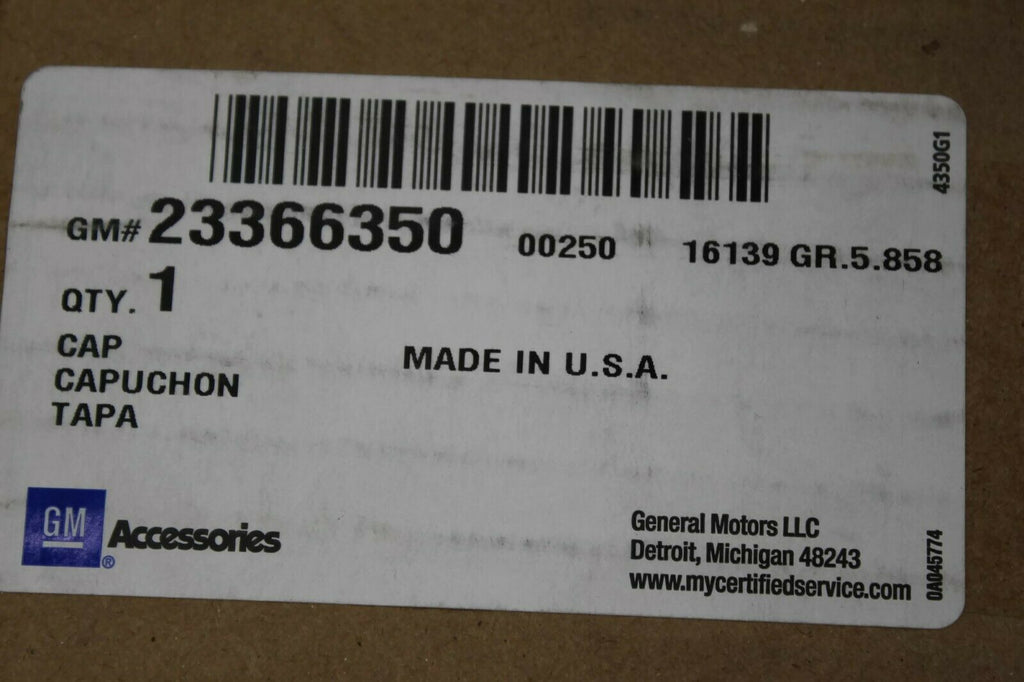 4350G1
GM# 23366350 00250 16139 GR.5.858
QTY. 1
CAP
CAPUCHON
TAPA
MADE IN U.S.A.
GM
® Accessories
General Motors LLC
Detroit, Michigan 48243
www.mycertifiedservice.com
0A045774